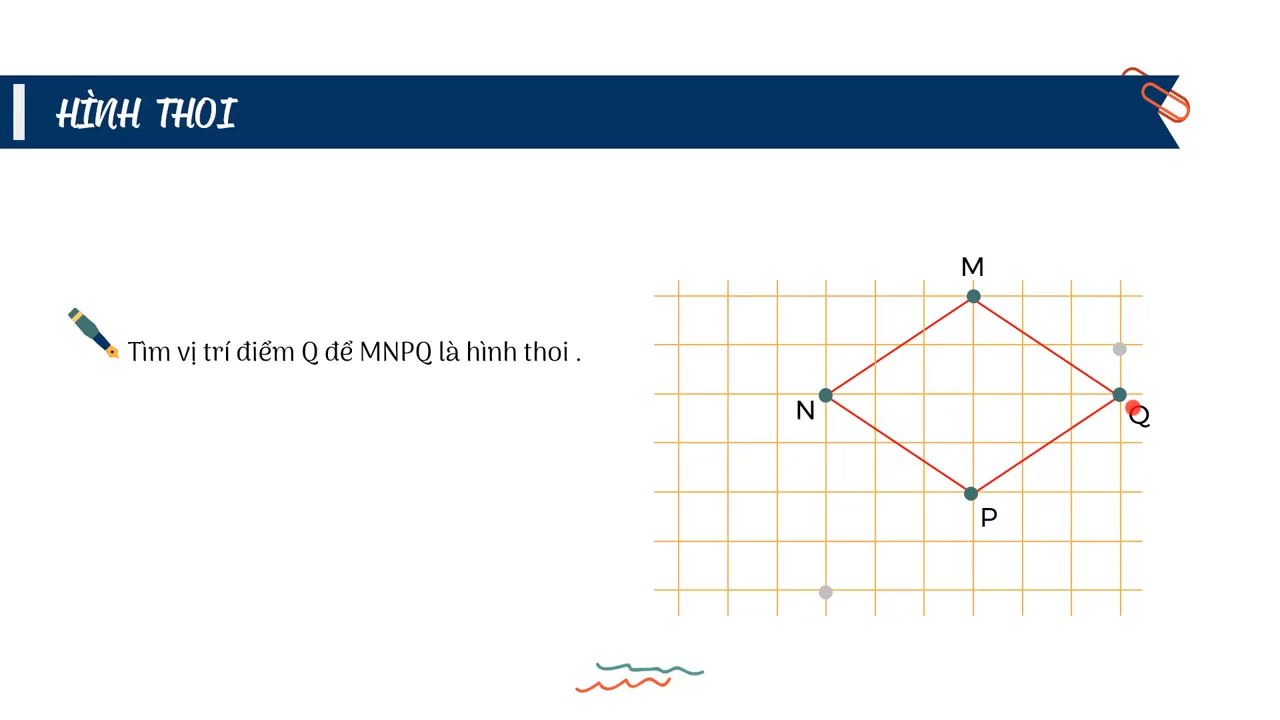 HÌNH THOI
Tìm vị trí điểm Q để MNPQ là hình thoi .
M
N
Q
P